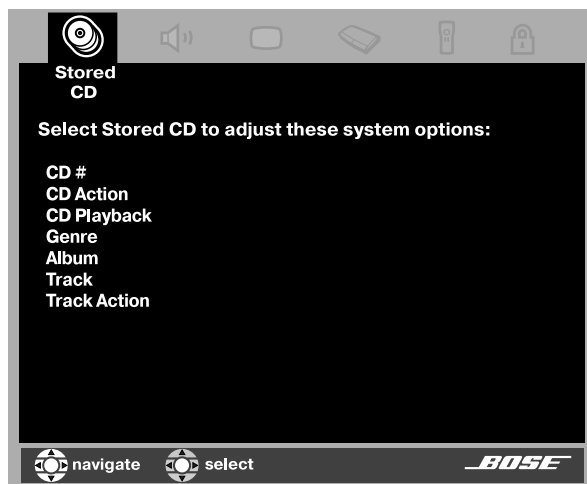 Stored
CD
Select Stored CD to adjust these system options:
CD #
CD Action
CD Playback
Genre
Album
Track
Track Action
navigate select BOSE